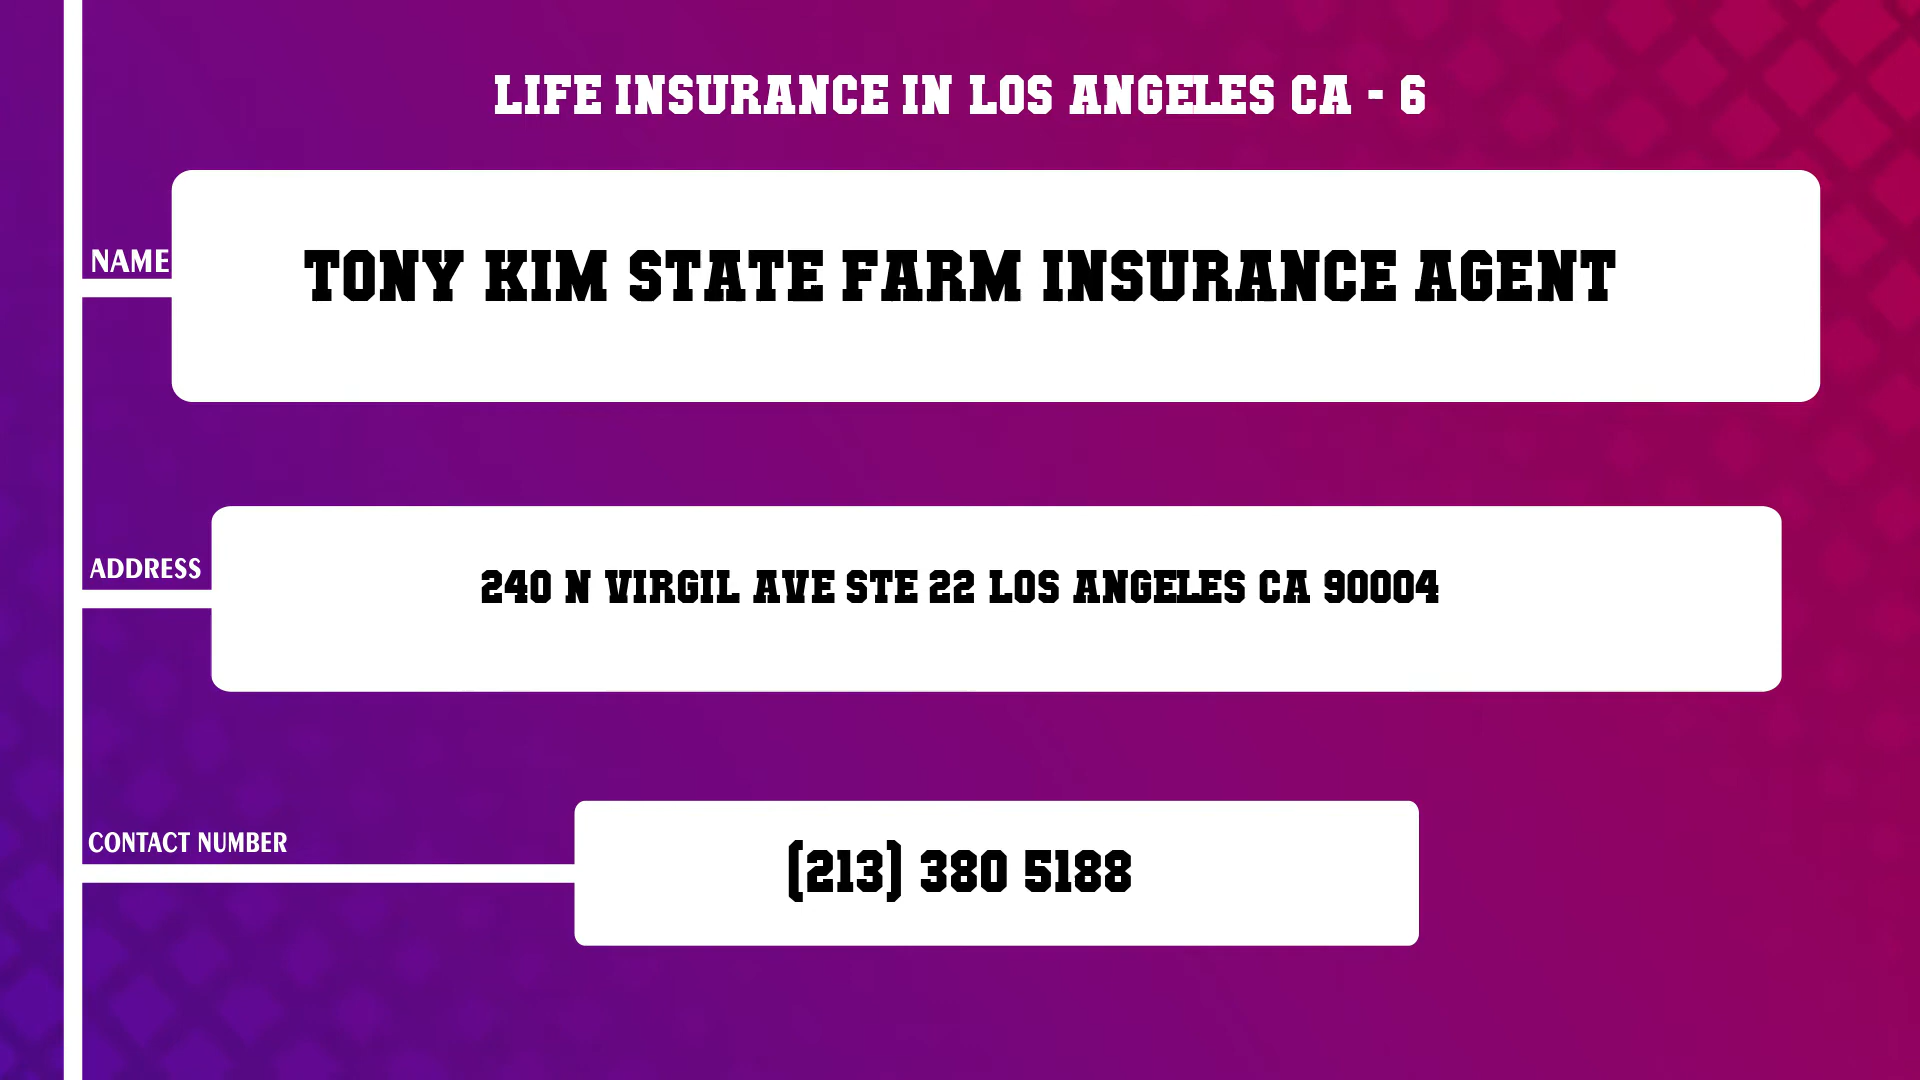 LIFE INSURANCE IN LOS ANGELES CA - 6
NAME
TONY KIM STATE FARM INSURANCE AGENT
ADDRESS
240 N VIRGIL AVE STE 22 LOS ANGELES CA 90004
CONTACT NUMBER
(213) 380 5188